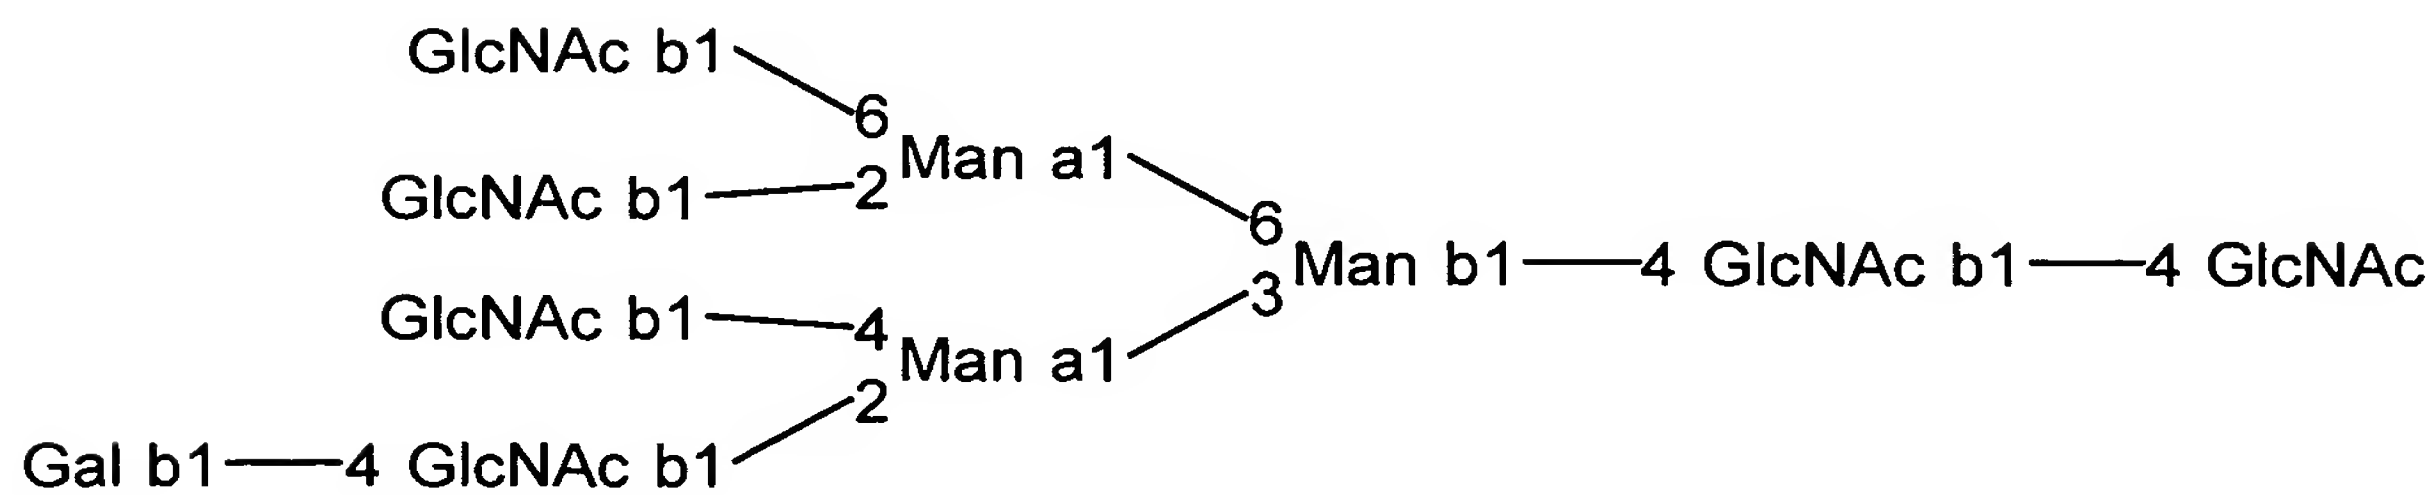 GlcNAc b1
6
Man a1
GlcNAc b1 2
6
Man b1 4 GlcNAc b1 4 GlcNAc
3
GlcNAc b1 4
Man a1
2
Gal b1 4 GlcNAc b1